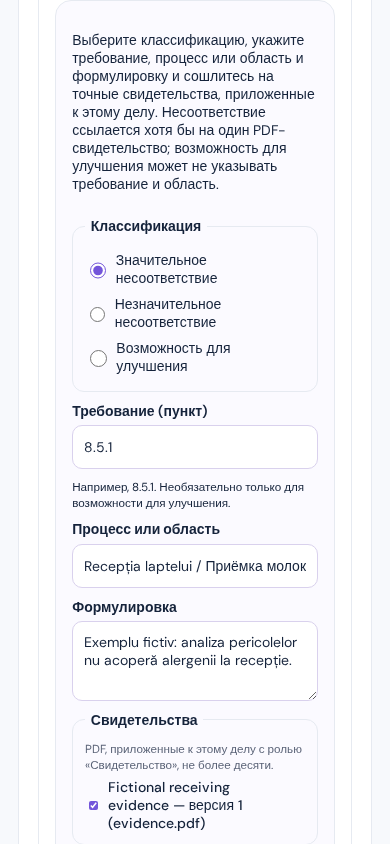 Выберите классификацию, укажите
требование, процесс или область и
формулировку и сошлитесь на
точные свидетельства, приложенные
к этому делу. Несоответствие
ссылается хотя бы на один PDF-
свидетельство; возможность для
улучшения может не указывать
требование и область.
Классификация
Значительное
несоответствие
Незначительное
несоответствие
Возможность для
улучшения
Требование (пункт)
8.5.1
Например, 8.5.1. Необязательно только для
возможности для улучшения.
Процесс или область
Recepția laptelui / Приёмка молок
Формулировка
Exemplu fictiv: analiza pericolelor
nu acoperă alergenii la recepție.
Свидетельства
PDF, приложенные к этому делу с ролью
«Свидетельство», не более десяти.
Fictional receiving
evidence — версия 1
(evidence.pdf)